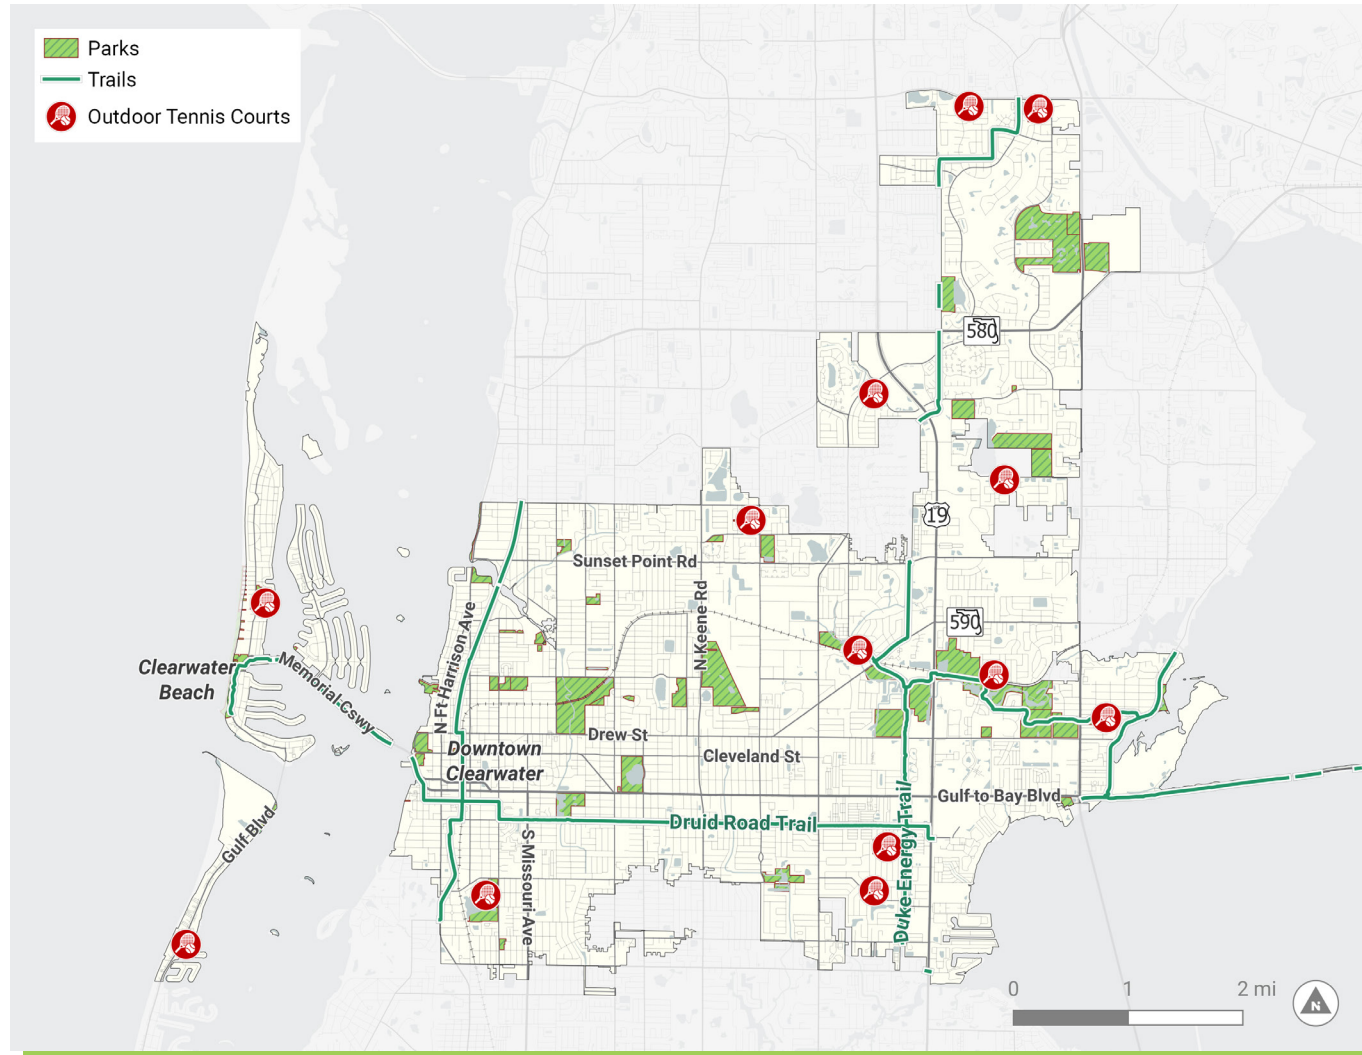 Parks
Trails
Outdoor Tennis Courts
580
19
Sunset Point Rd
N Keene Rd
590
N Ft Harrison Ave
Clearwater
Beach
Memorial Cswy
Drew St
Downtown
Clearwater
Cleveland St
Gulf to Bay Blvd
Gulf Blvd
Druid Road Trail
Duke Energy Trail
S Missouri Ave
0 1 2 mi
N